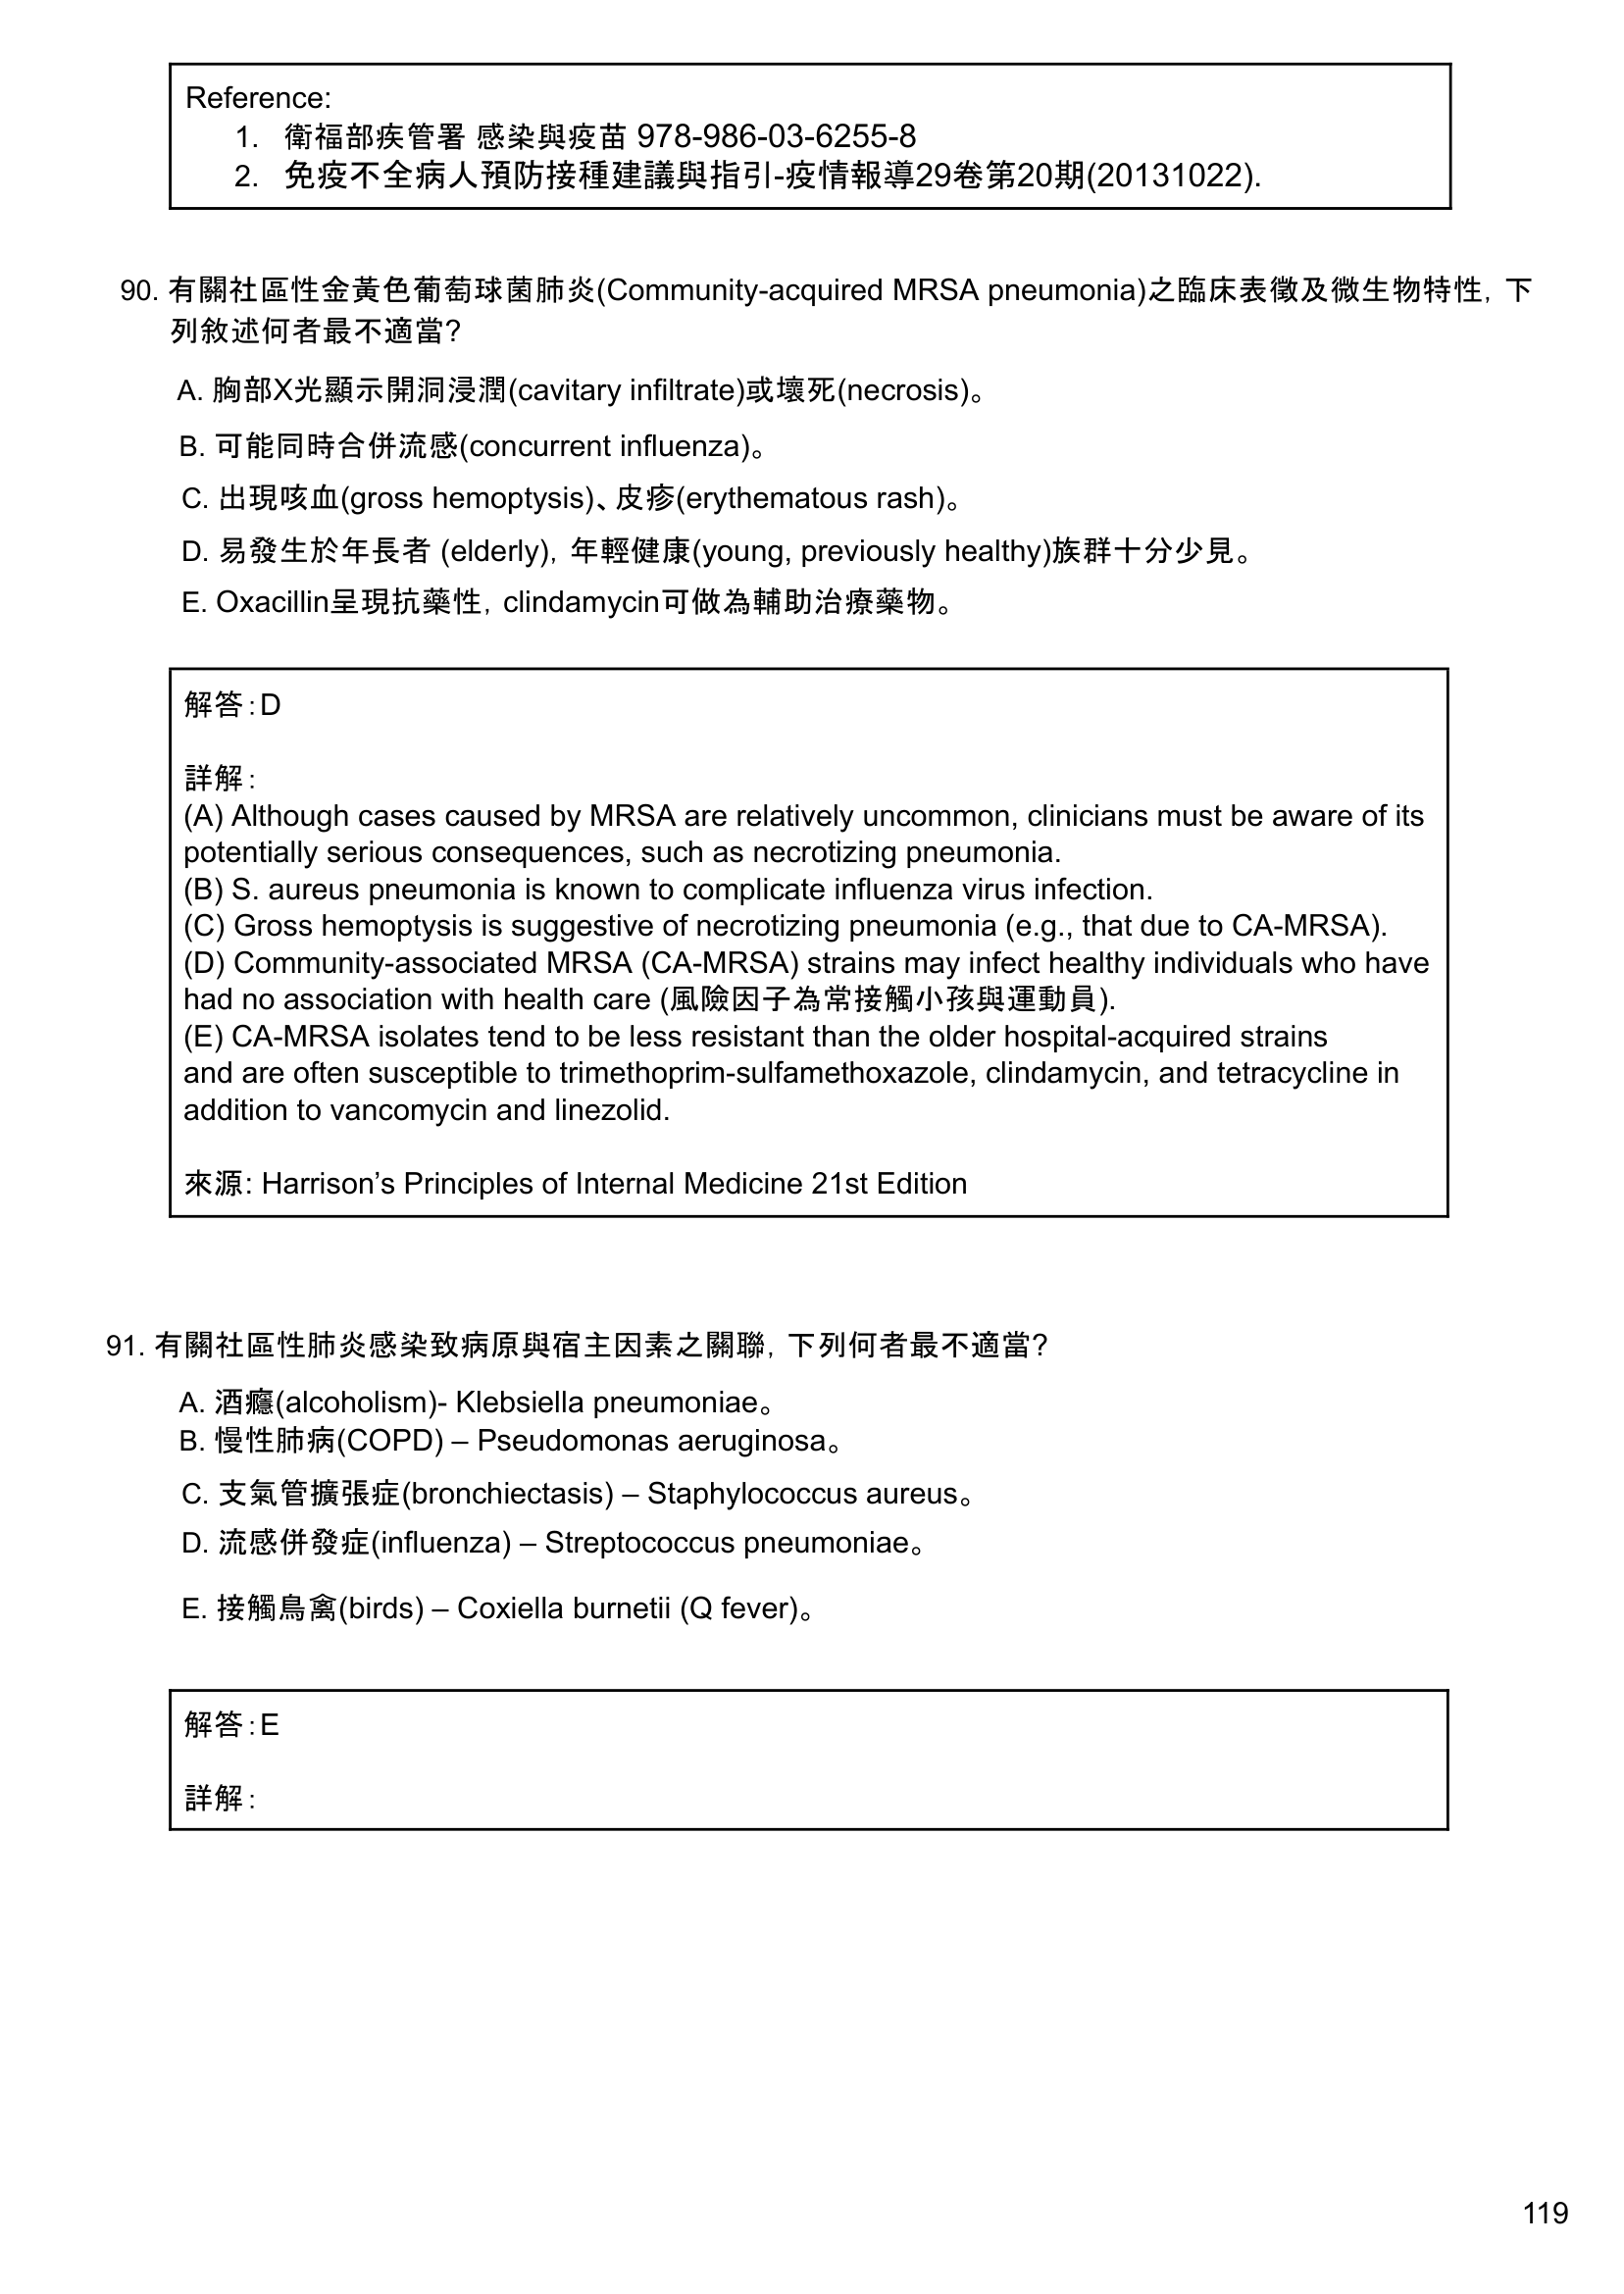 Reference:
1. 衛福部疾管署 感染與疫苗 978-986-03-6255-8
2. 免疫不全病人預防接種建議與指引-疫情報導29卷第20期(20131022).
90. 有關社區性金黃色葡萄球菌肺炎(Community-acquired MRSA pneumonia)之臨床表徵及微生物特性，下
列敘述何者最不適當?
A. 胸部X光顯示開洞浸潤(cavitary infiltrate)或壞死(necrosis)。
B. 可能同時合併流感(concurrent influenza)。
C. 出現咳血(gross hemoptysis)、皮疹(erythematous rash)。
D. 易發生於年長者 (elderly)，年輕健康(young, previously healthy)族群十分少見。
E. Oxacillin呈現抗藥性，clindamycin可做為輔助治療藥物。
解答：D
詳解：
(A) Although cases caused by MRSA are relatively uncommon, clinicians must be aware of its
potentially serious consequences, such as necrotizing pneumonia.
(B) S. aureus pneumonia is known to complicate influenza virus infection.
(C) Gross hemoptysis is suggestive of necrotizing pneumonia (e.g., that due to CA-MRSA).
(D) Community-associated MRSA (CA-MRSA) strains may infect healthy individuals who have
had no association with health care (風險因子為常接觸小孩與運動員).
(E) CA-MRSA isolates tend to be less resistant than the older hospital-acquired strains
and are often susceptible to trimethoprim-sulfamethoxazole, clindamycin, and tetracycline in
addition to vancomycin and linezolid.
來源: Harrison’s Principles of Internal Medicine 21st Edition
91. 有關社區性肺炎感染致病原與宿主因素之關聯，下列何者最不適當?
A. 酒癮(alcoholism)- Klebsiella pneumoniae。
B. 慢性肺病(COPD) – Pseudomonas aeruginosa。
C. 支氣管擴張症(bronchiectasis) – Staphylococcus aureus。
D. 流感併發症(influenza) – Streptococcus pneumoniae。
E. 接觸鳥禽(birds) – Coxiella burnetii (Q fever)。
解答：E
詳解：
119